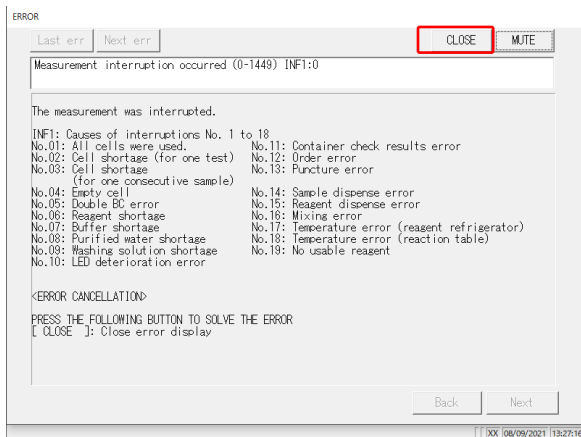 ERROR
Last err Next err CLOSE MUTE
Measurement interruption occurred (0-1449) INF1:0
The measurement was interrupted.
INF1: Causes of interruptions No. 1 to 18
No.01: All cells were used. No.11: Container check results error
No.02: Cell shortage (for one test) No.12: Order error
No.03: Cell shortage No.13: Puncture error
(for one consecutive sample)
No.04: Empty cell No.14: Sample dispense error
No.05: Double BC error No.15: Reagent dispense error
No.06: Reagent shortage No.16: Mixing error
No.07: Buffer shortage No.17: Temperature error (reagent refrigerator)
No.08: Purified water shortage No.18: Temperature error (reaction table)
No.09: Washing solution shortage No.19: No usable reagent
No.10: LED deterioration error
<ERROR CANCELLATION>
PRESS THE FOLLOWING BUTTON TO SOLVE THE ERROR
[ CLOSE ]: Close error display
Back Next
XX 08/09/2021 13:27:16